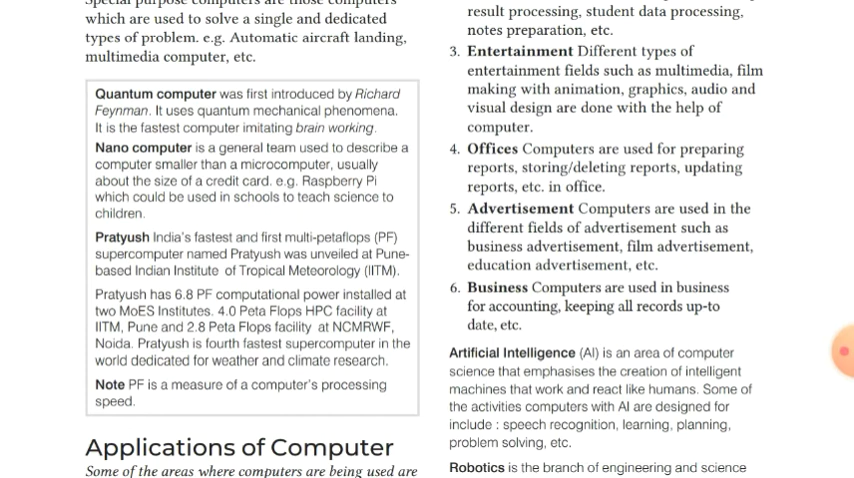 Special purpose computers are those computers
which are used to solve a single and dedicated
types of problem. e.g. Automatic aircraft landing,
multimedia computer, etc.
Quantum computer was first introduced by Richard
Feynman. It uses quantum mechanical phenomena.
It is the fastest computer imitating brain working.
Nano computer is a general team used to describe a
computer smaller than a microcomputer, usually
about the size of a credit card. e.g. Raspberry Pi
which could be used in schools to teach science to
children.
Pratyush India's fastest and first multi-petaflops (PF)
supercomputer named Pratyush was unveiled at Pune-
based Indian Institute of Tropical Meteorology (IITM).
Pratyush has 6.8 PF computational power installed at
two MoES Institutes. 4.0 Peta Flops HPC facility at
IITM, Pune and 2.8 Peta Flops facility at NCMRWF,
Noida. Pratyush is fourth fastest supercomputer in the
world dedicated for weather and climate research.
Note PF is a measure of a computer's processing
speed.
Applications of Computer
Some of the areas where computers are being used are
result processing, student data processing,
notes preparation, etc.
3. Entertainment Different types of
entertainment fields such as multimedia, film
making with animation, graphics, audio and
visual design are done with the help of
computer.
4. Offices Computers are used for preparing
reports, storing/deleting reports, updating
reports, etc. in office.
5. Advertisement Computers are used in the
different fields of advertisement such as
business advertisement, film advertisement,
education advertisement, etc.
6. Business Computers are used in business
for accounting, keeping all records up-to
date, etc.
Artificial Intelligence (AI) is an area of computer
science that emphasises the creation of intelligent
machines that work and react like humans. Some of
the activities computers with AI are designed for
include : speech recognition, learning, planning,
problem solving, etc.
Robotics is the branch of engineering and science